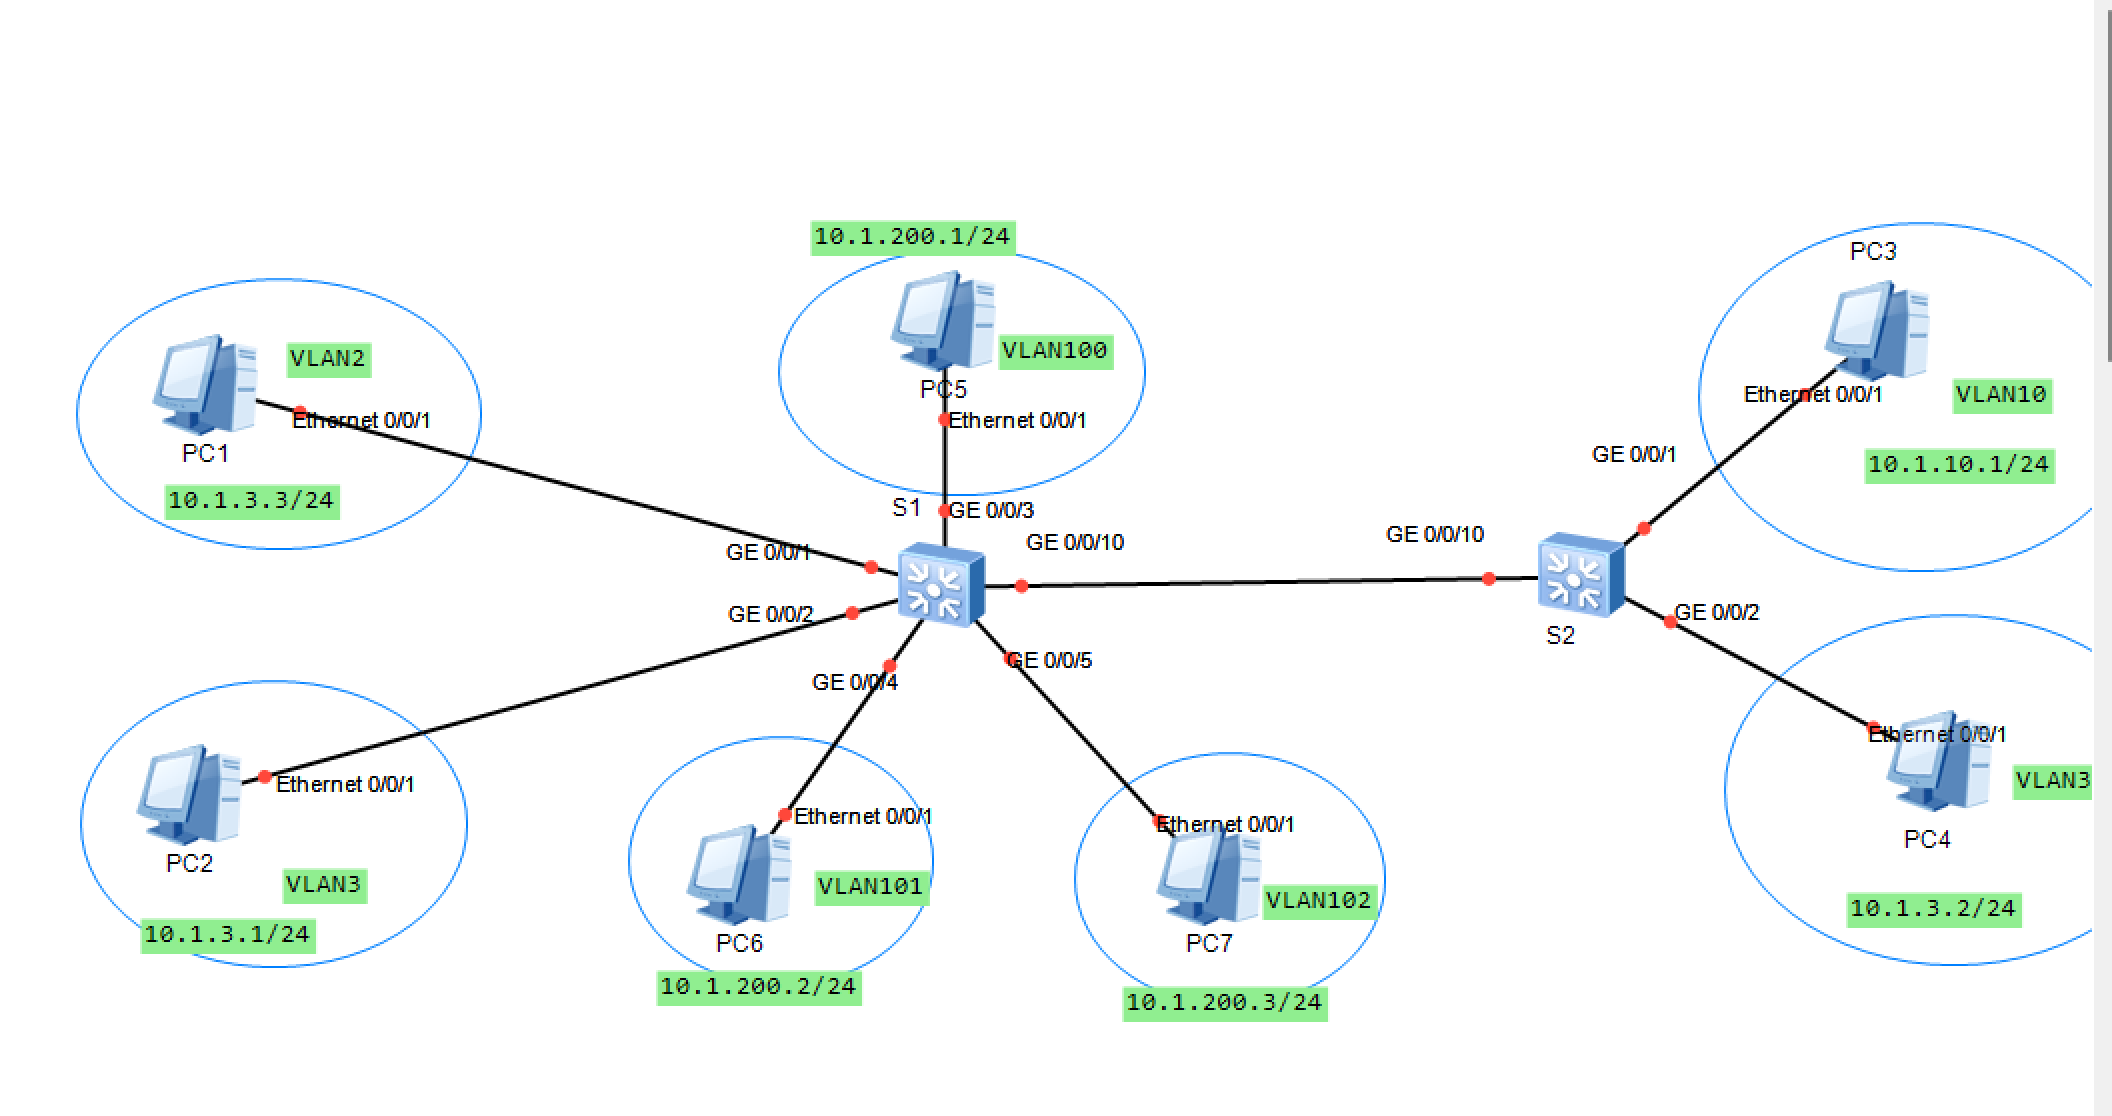 10.1.200.1/24
PC3
PC5
VLAN100
VLAN2
Ethernet 0/0/1
PC1
10.1.3.3/24
Ethernet 0/0/1
Ethernet 0/0/1
VLAN10
GE 0/0/1
10.1.10.1/24
S1
GE 0/0/3
GE 0/0/10
GE 0/0/10
GE 0/0/1
GE 0/0/2
GE 0/0/5
GE 0/0/4
S2
GE 0/0/2
Ethernet 0/0/1
VLAN3
PC4
10.1.3.2/24
Ethernet 0/0/1
PC2
VLAN3
10.1.3.1/24
Ethernet 0/0/1
VLAN101
PC6
10.1.200.2/24
Ethernet 0/0/1
VLAN102
PC7
10.1.200.3/24